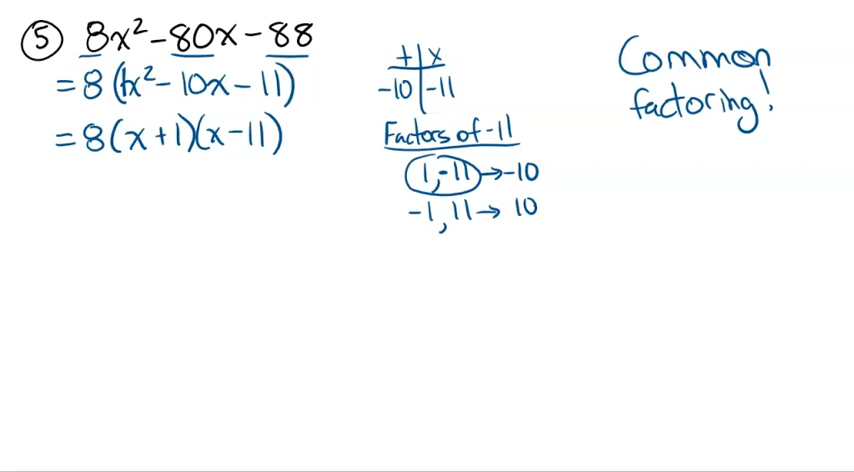 ⑤ 8x² - 80x - 88
= 8(1x² - 10x - 11)
= 8(x + 1)(x - 11)
+ | x
-10 | -11
Factors of -11
1, -11 → -10
-1, 11 → 10
Common
factoring!